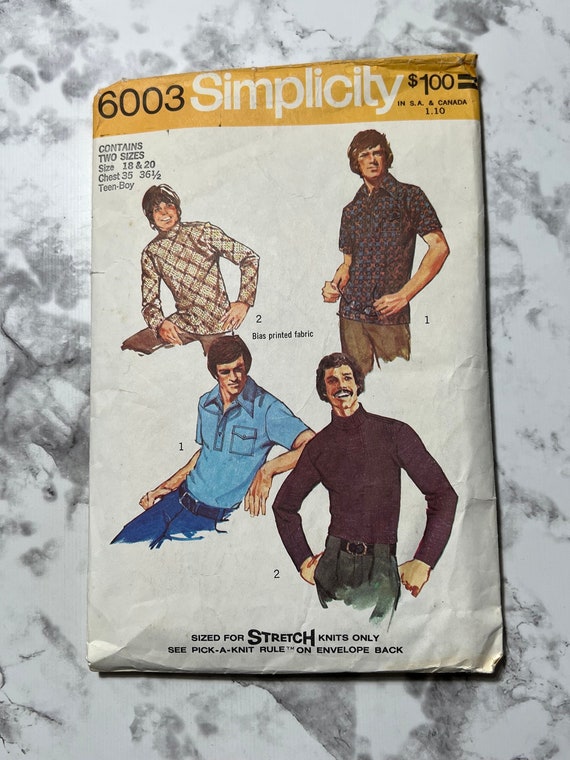 6003 Simplicity $1.00
IN S.A. & CANADA
1.10
CONTAINS
TWO SIZES
Size 18 & 20
Chest 35 36½
Teen-Boy
2
Bias printed fabric
1
1
2
SIZED FOR STRETCH KNITS ONLY
SEE PICK-A-KNIT RULE™ ON ENVELOPE BACK